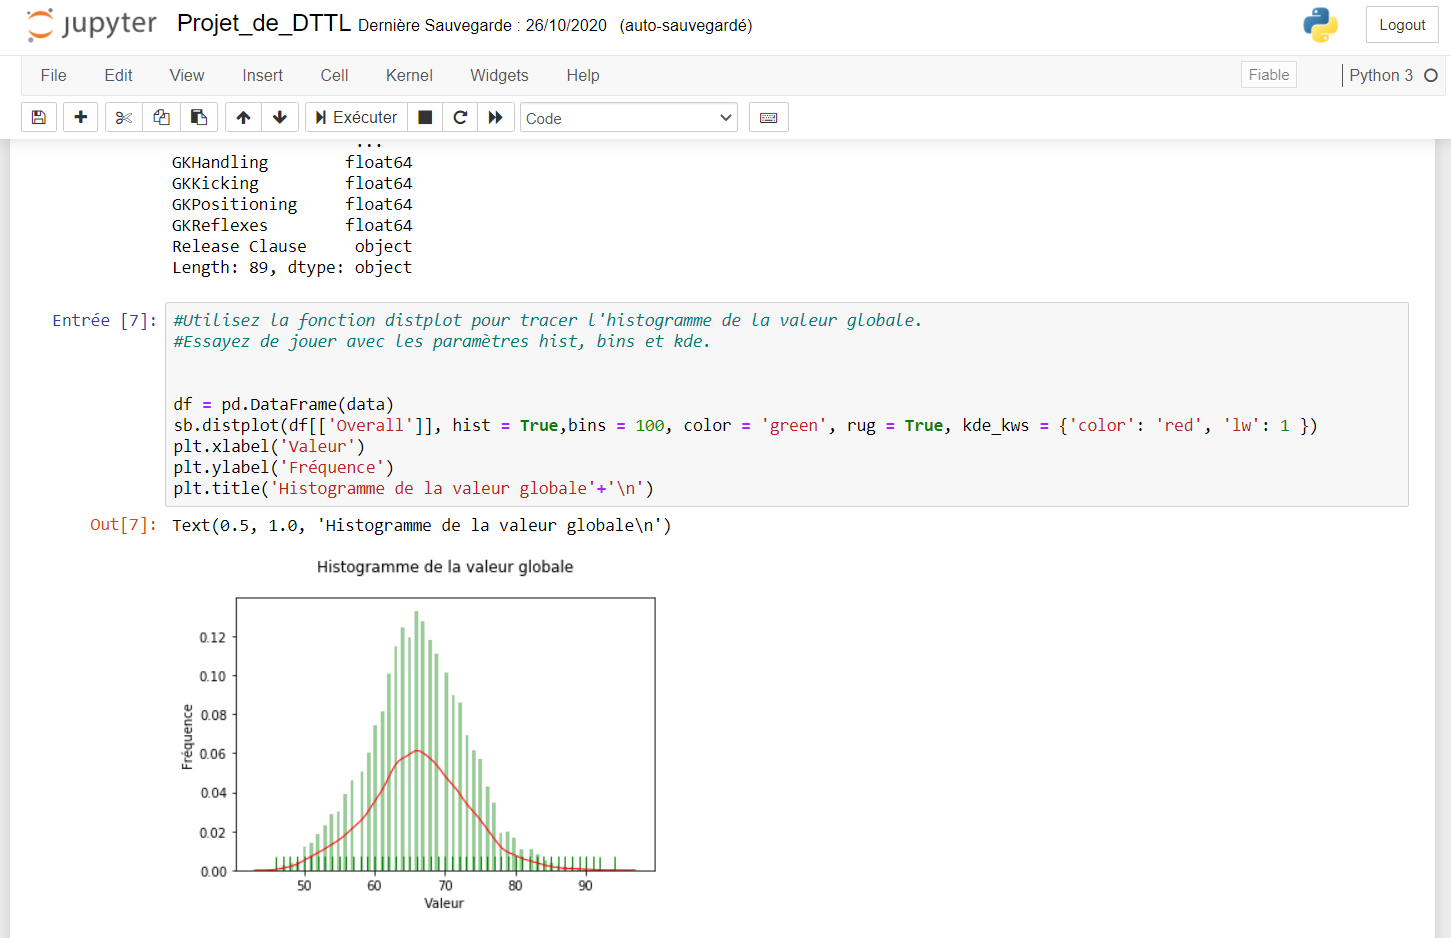 jupyter Projet_de_DTTL Dernière Sauvegarde : 26/10/2020 (auto-sauvegardé) Logout
File Edit View Insert Cell Kernel Widgets Help Fiable Python 3
Exécuter Code
...
GKHandling float64
GKKicking float64
GKPositioning float64
GKReflexes float64
Release Clause object
Length: 89, dtype: object
Entrée [7]: #Utilisez la fonction distplot pour tracer l'histogramme de la valeur globale.
#Essayez de jouer avec les paramètres hist, bins et kde.
df = pd.DataFrame(data)
sb.distplot(df[['Overall']], hist = True,bins = 100, color = 'green', rug = True, kde_kws = {'color': 'red', 'lw': 1 })
plt.xlabel('Valeur')
plt.ylabel('Fréquence')
plt.title('Histogramme de la valeur globale'+'\n')
Out[7]: Text(0.5, 1.0, 'Histogramme de la valeur globale\n')
Histogramme de la valeur globale
Fréquence
0.12
0.10
0.08
0.06
0.04
0.02
0.00
50 60 70 80 90
Valeur